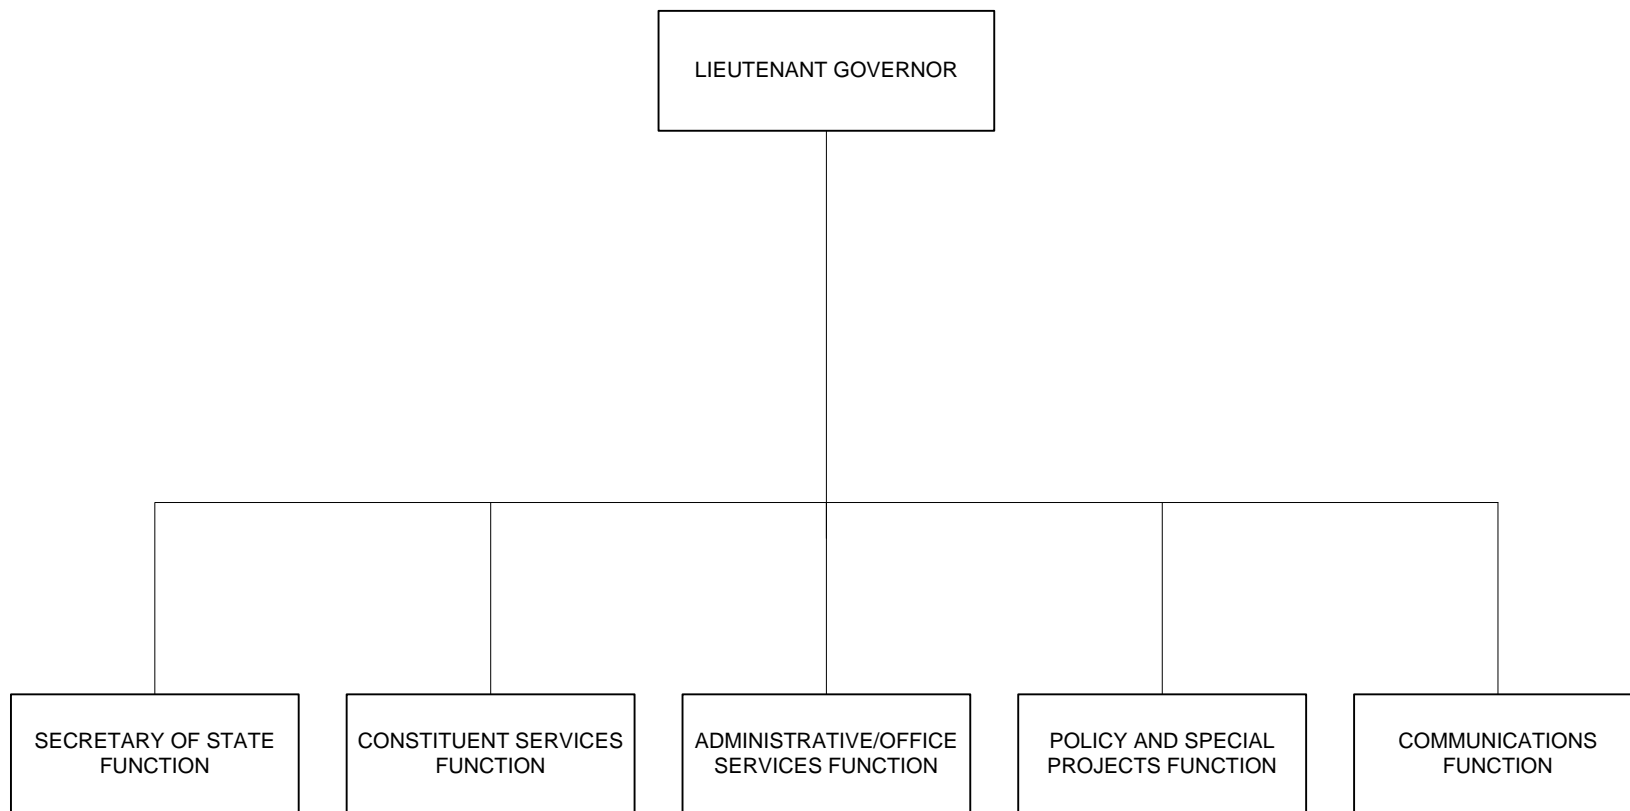 LIEUTENANT GOVERNOR
SECRETARY OF STATE
FUNCTION
CONSTITUENT SERVICES
FUNCTION
ADMINISTRATIVE/OFFICE
SERVICES FUNCTION
POLICY AND SPECIAL
PROJECTS FUNCTION
COMMUNICATIONS
FUNCTION